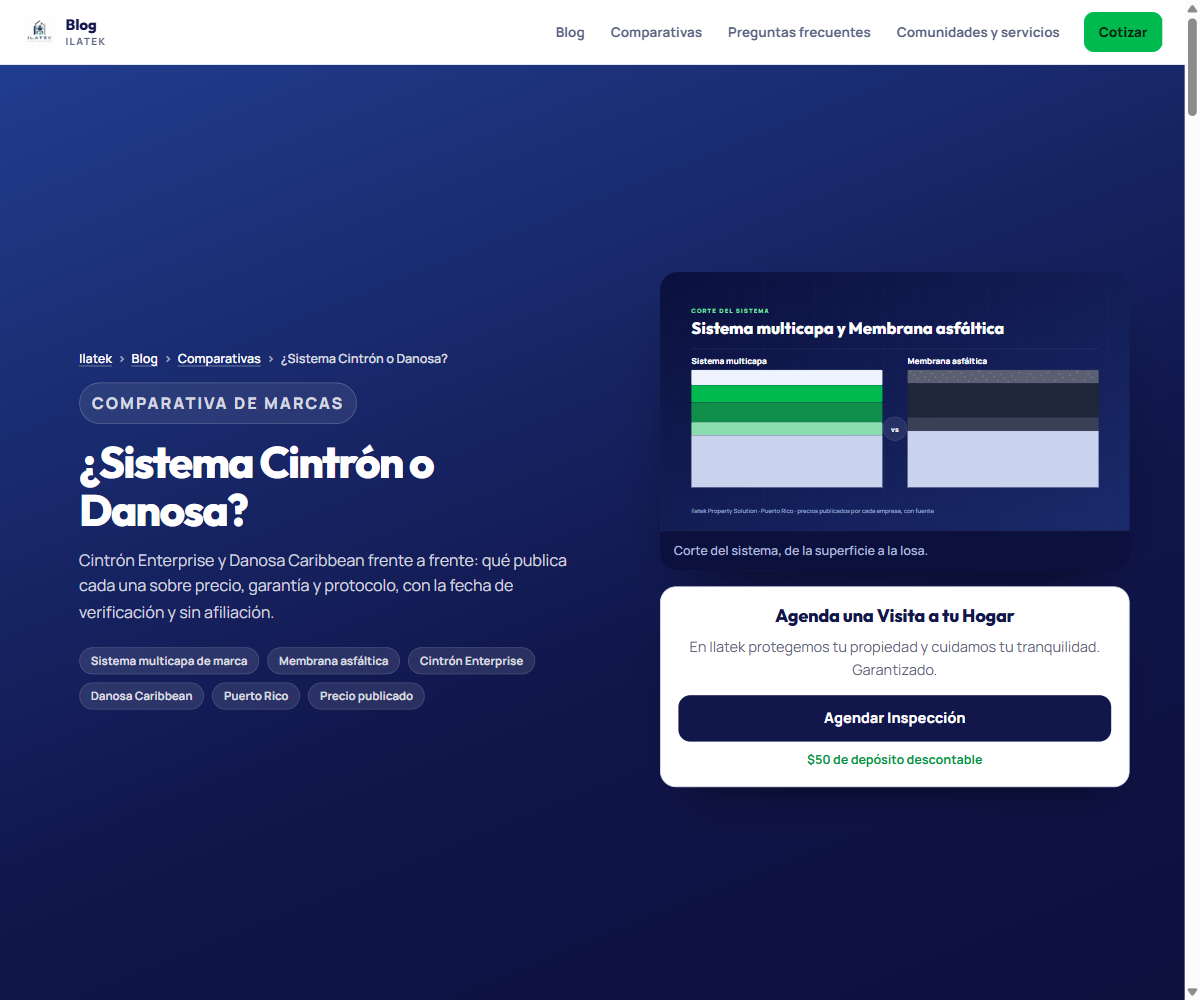 Blog
ILATEK
Blog
Comparativas
Preguntas frecuentes
Comunidades y servicios
Cotizar
Ilatek › Blog › Comparativas › ¿Sistema Cintrón o Danosa?
COMPARATIVA DE MARCAS
¿Sistema Cintrón o
Danosa?
Cintrón Enterprise y Danosa Caribbean frente a frente: qué publica
cada una sobre precio, garantía y protocolo, con la fecha de
verificación y sin afiliación.
Sistema multicapa de marca
Membrana asfáltica
Cintrón Enterprise
Danosa Caribbean
Puerto Rico
Precio publicado
CORTE DEL SISTEMA
Sistema multicapa y Membrana asfáltica
Sistema multicapa
Membrana asfáltica
vs
Ilatek Property Solution · Puerto Rico · precios publicados por cada empresa, con fuente
Corte del sistema, de la superficie a la losa.
Agenda una Visita a tu Hogar
En Ilatek protegemos tu propiedad y cuidamos tu tranquilidad.
Garantizado.
Agendar Inspección
$50 de depósito descontable